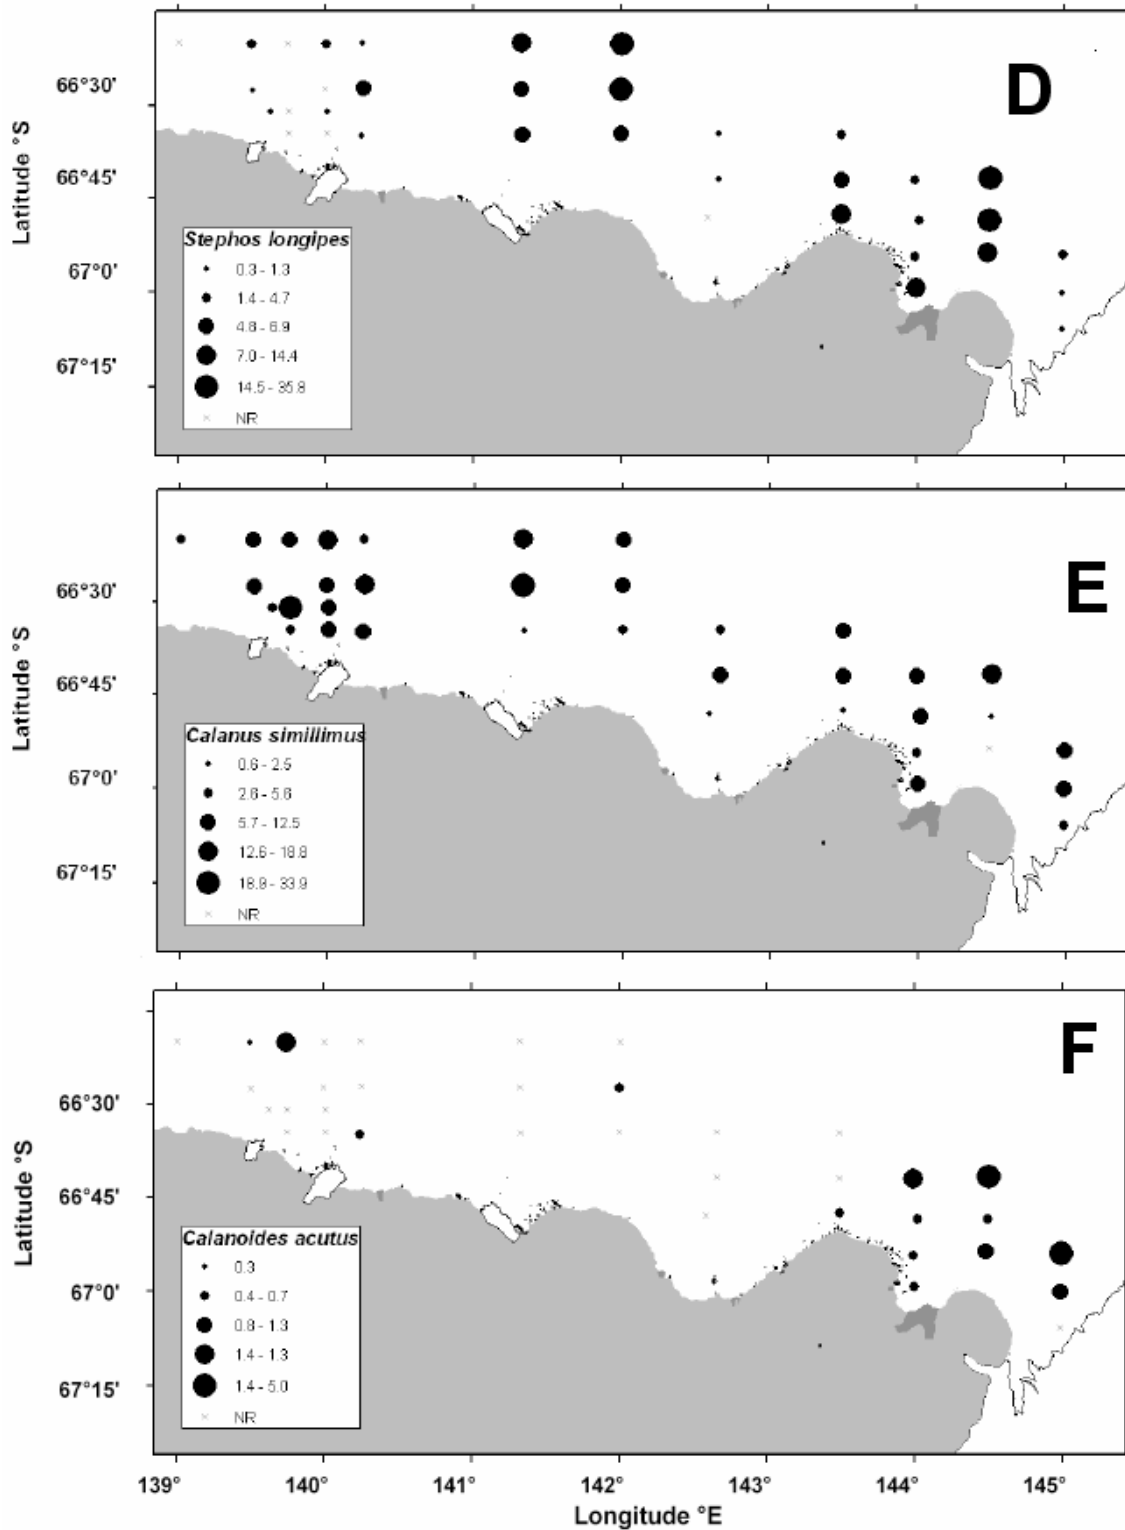 D
66°30'
66°45'
67°0'
67°15'
Latitude °S
Stephos longipes
0.3 - 1.3
1.4 - 4.7
4.8 - 6.9
7.0 - 14.4
14.5 - 35.8
NR
E
66°30'
66°45'
67°0'
67°15'
Latitude °S
Calanus simillimus
0.6 - 2.5
2.6 - 5.6
5.7 - 12.5
12.6 - 18.8
18.9 - 33.9
NR
F
66°30'
66°45'
67°0'
67°15'
Latitude °S
Calanoides acutus
0.3
0.4 - 0.7
0.8 - 1.3
1.4 - 1.3
1.4 - 5.0
NR
139° 140° 141° 142° 143° 144° 145°
Longitude °E